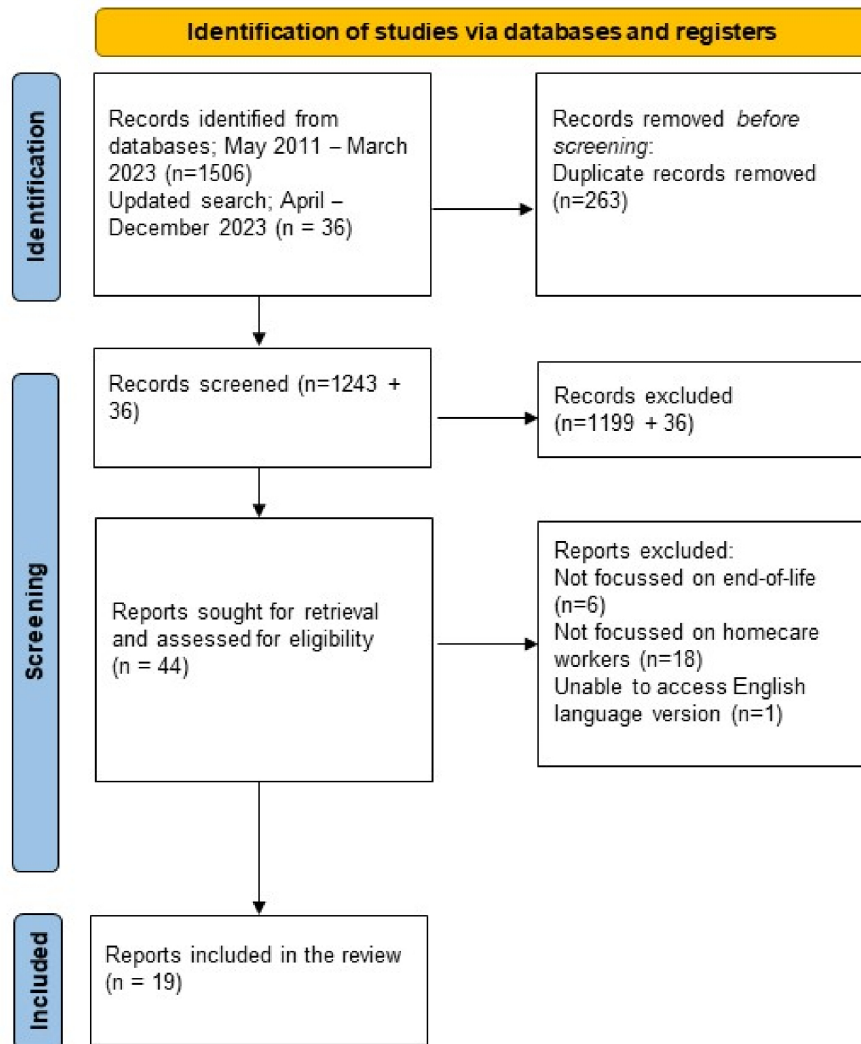 Identification of studies via databases and registers
Identification
Records identified from
databases; May 2011 – March
2023 (n=1506)
Updated search; April –
December 2023 (n = 36)
Records removed before
screening:
Duplicate records removed
(n=263)
Screening
Records screened (n=1243 +
36)
Records excluded
(n=1199 + 36)
Reports sought for retrieval
and assessed for eligibility
(n = 44)
Reports excluded:
Not focussed on end-of-life
(n=6)
Not focussed on homecare
workers (n=18)
Unable to access English
language version (n=1)
Included
Reports included in the review
(n = 19)